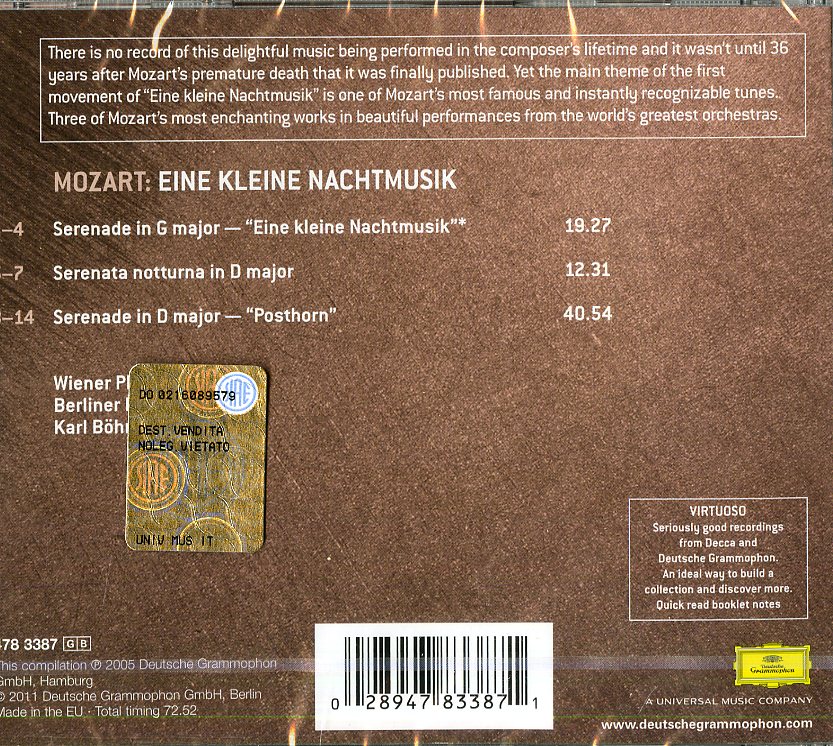 There is no record of this delightful music being performed in the composer's lifetime and it wasn't until 36
years after Mozart's premature death that it was finally published. Yet the main theme of the first
movement of "Eine kleine Nachtmusik" is one of Mozart's most famous and instantly recognizable tunes.
Three of Mozart's most enchanting works in beautiful performances from the world's greatest orchestras.
MOZART: EINE KLEINE NACHTMUSIK
–4 Serenade in G major — "Eine kleine Nachtmusik"* 19.27
–7 Serenata notturna in D major 12.31
–14 Serenade in D major — "Posthorn" 40.54
Wiener
Berliner
Karl
DO 0216089579
SIAE
DEST VENDITA
NOLEG VIETATO
SIAE
UNIV MUS IT
VIRTUOSO
Seriously good recordings
from Decca and
Deutsche Grammophon.
An ideal way to build a
collection and discover more.
Quick read booklet notes
478 3387 GB
This compilation ℗ 2005 Deutsche Grammophon
GmbH, Hamburg
© 2011 Deutsche Grammophon GmbH, Berlin
Made in the EU · Total timing 72.52
0 28947 83387 1
Deutsche
Grammophon
A UNIVERSAL MUSIC COMPANY
www.deutschegrammophon.com